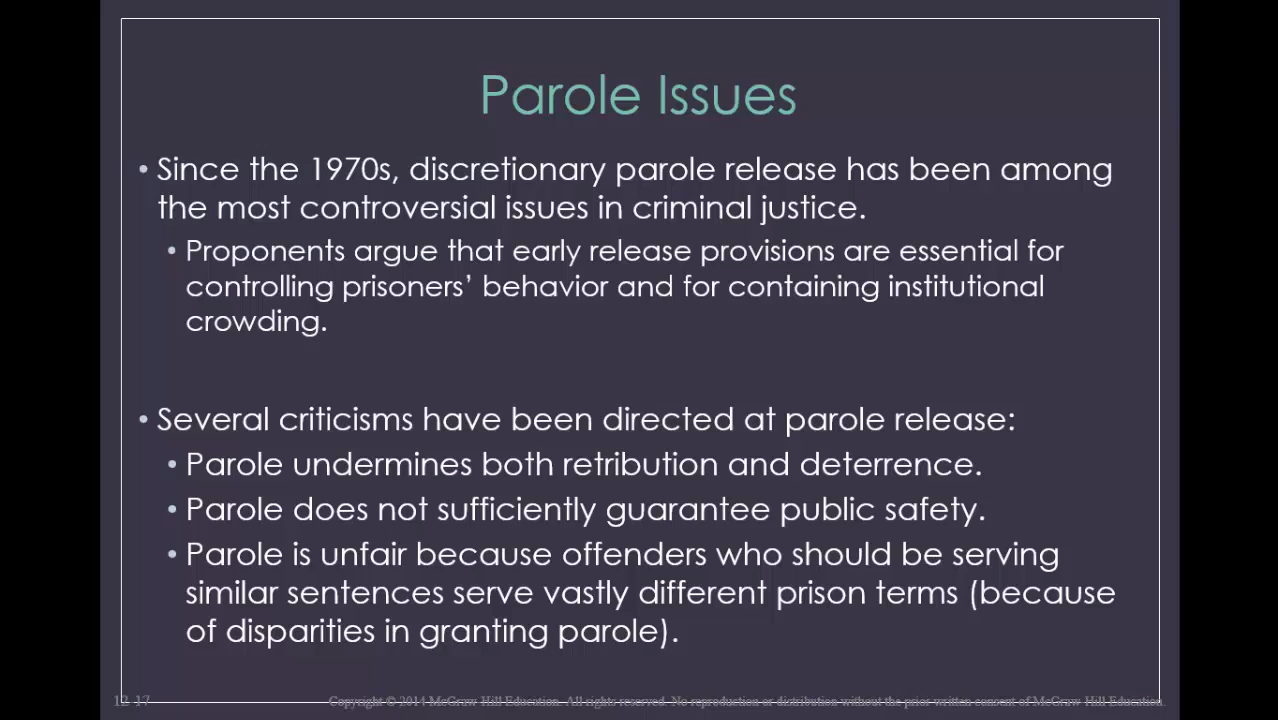 Parole Issues
• Since the 1970s, discretionary parole release has been among
the most controversial issues in criminal justice.
• Proponents argue that early release provisions are essential for
controlling prisoners’ behavior and for containing institutional
crowding.
• Several criticisms have been directed at parole release:
• Parole undermines both retribution and deterrence.
• Parole does not sufficiently guarantee public safety.
• Parole is unfair because offenders who should be serving
similar sentences serve vastly different prison terms (because
of disparities in granting parole).
12-17 Copyright © 2014 McGraw Hill Education. All rights reserved. No reproduction or distribution without the prior written consent of McGraw Hill Education.